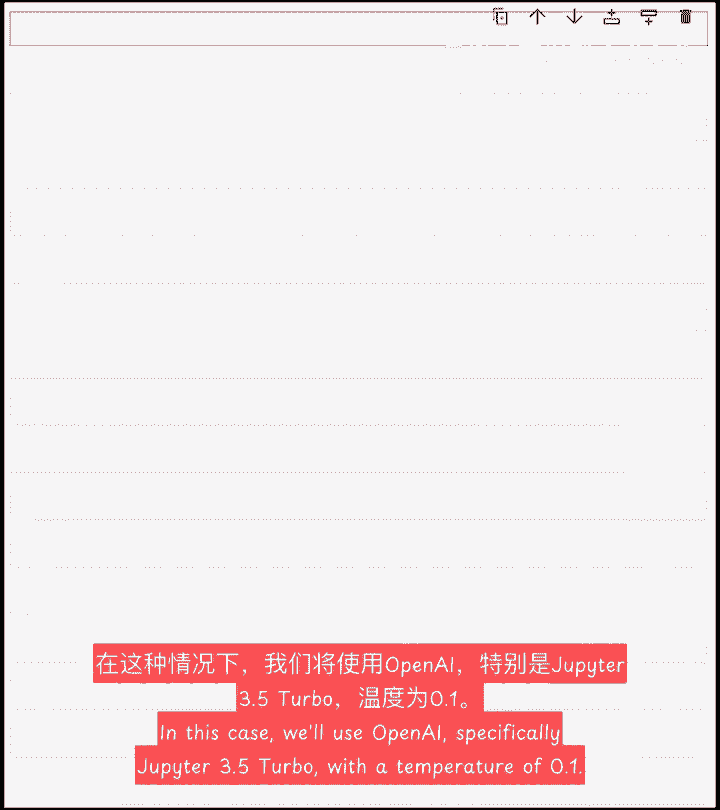 在这种情况下，我们将使用OpenAI，特别是Jupyter
3.5 Turbo，温度为0.1。
In this case, we'll use OpenAI, specifically
Jupyter 3.5 Turbo, with a temperature of 0.1.